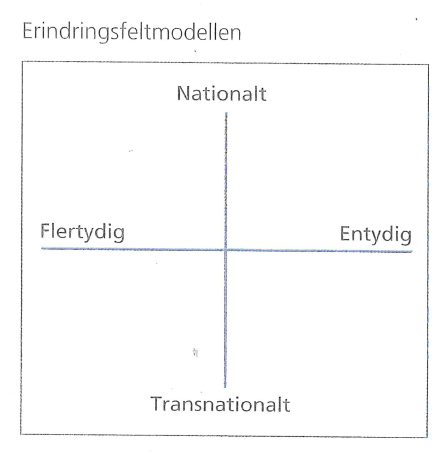 Erindringsfeltmodellen
Nationalt
Flertydig
Entydig
Transnationalt